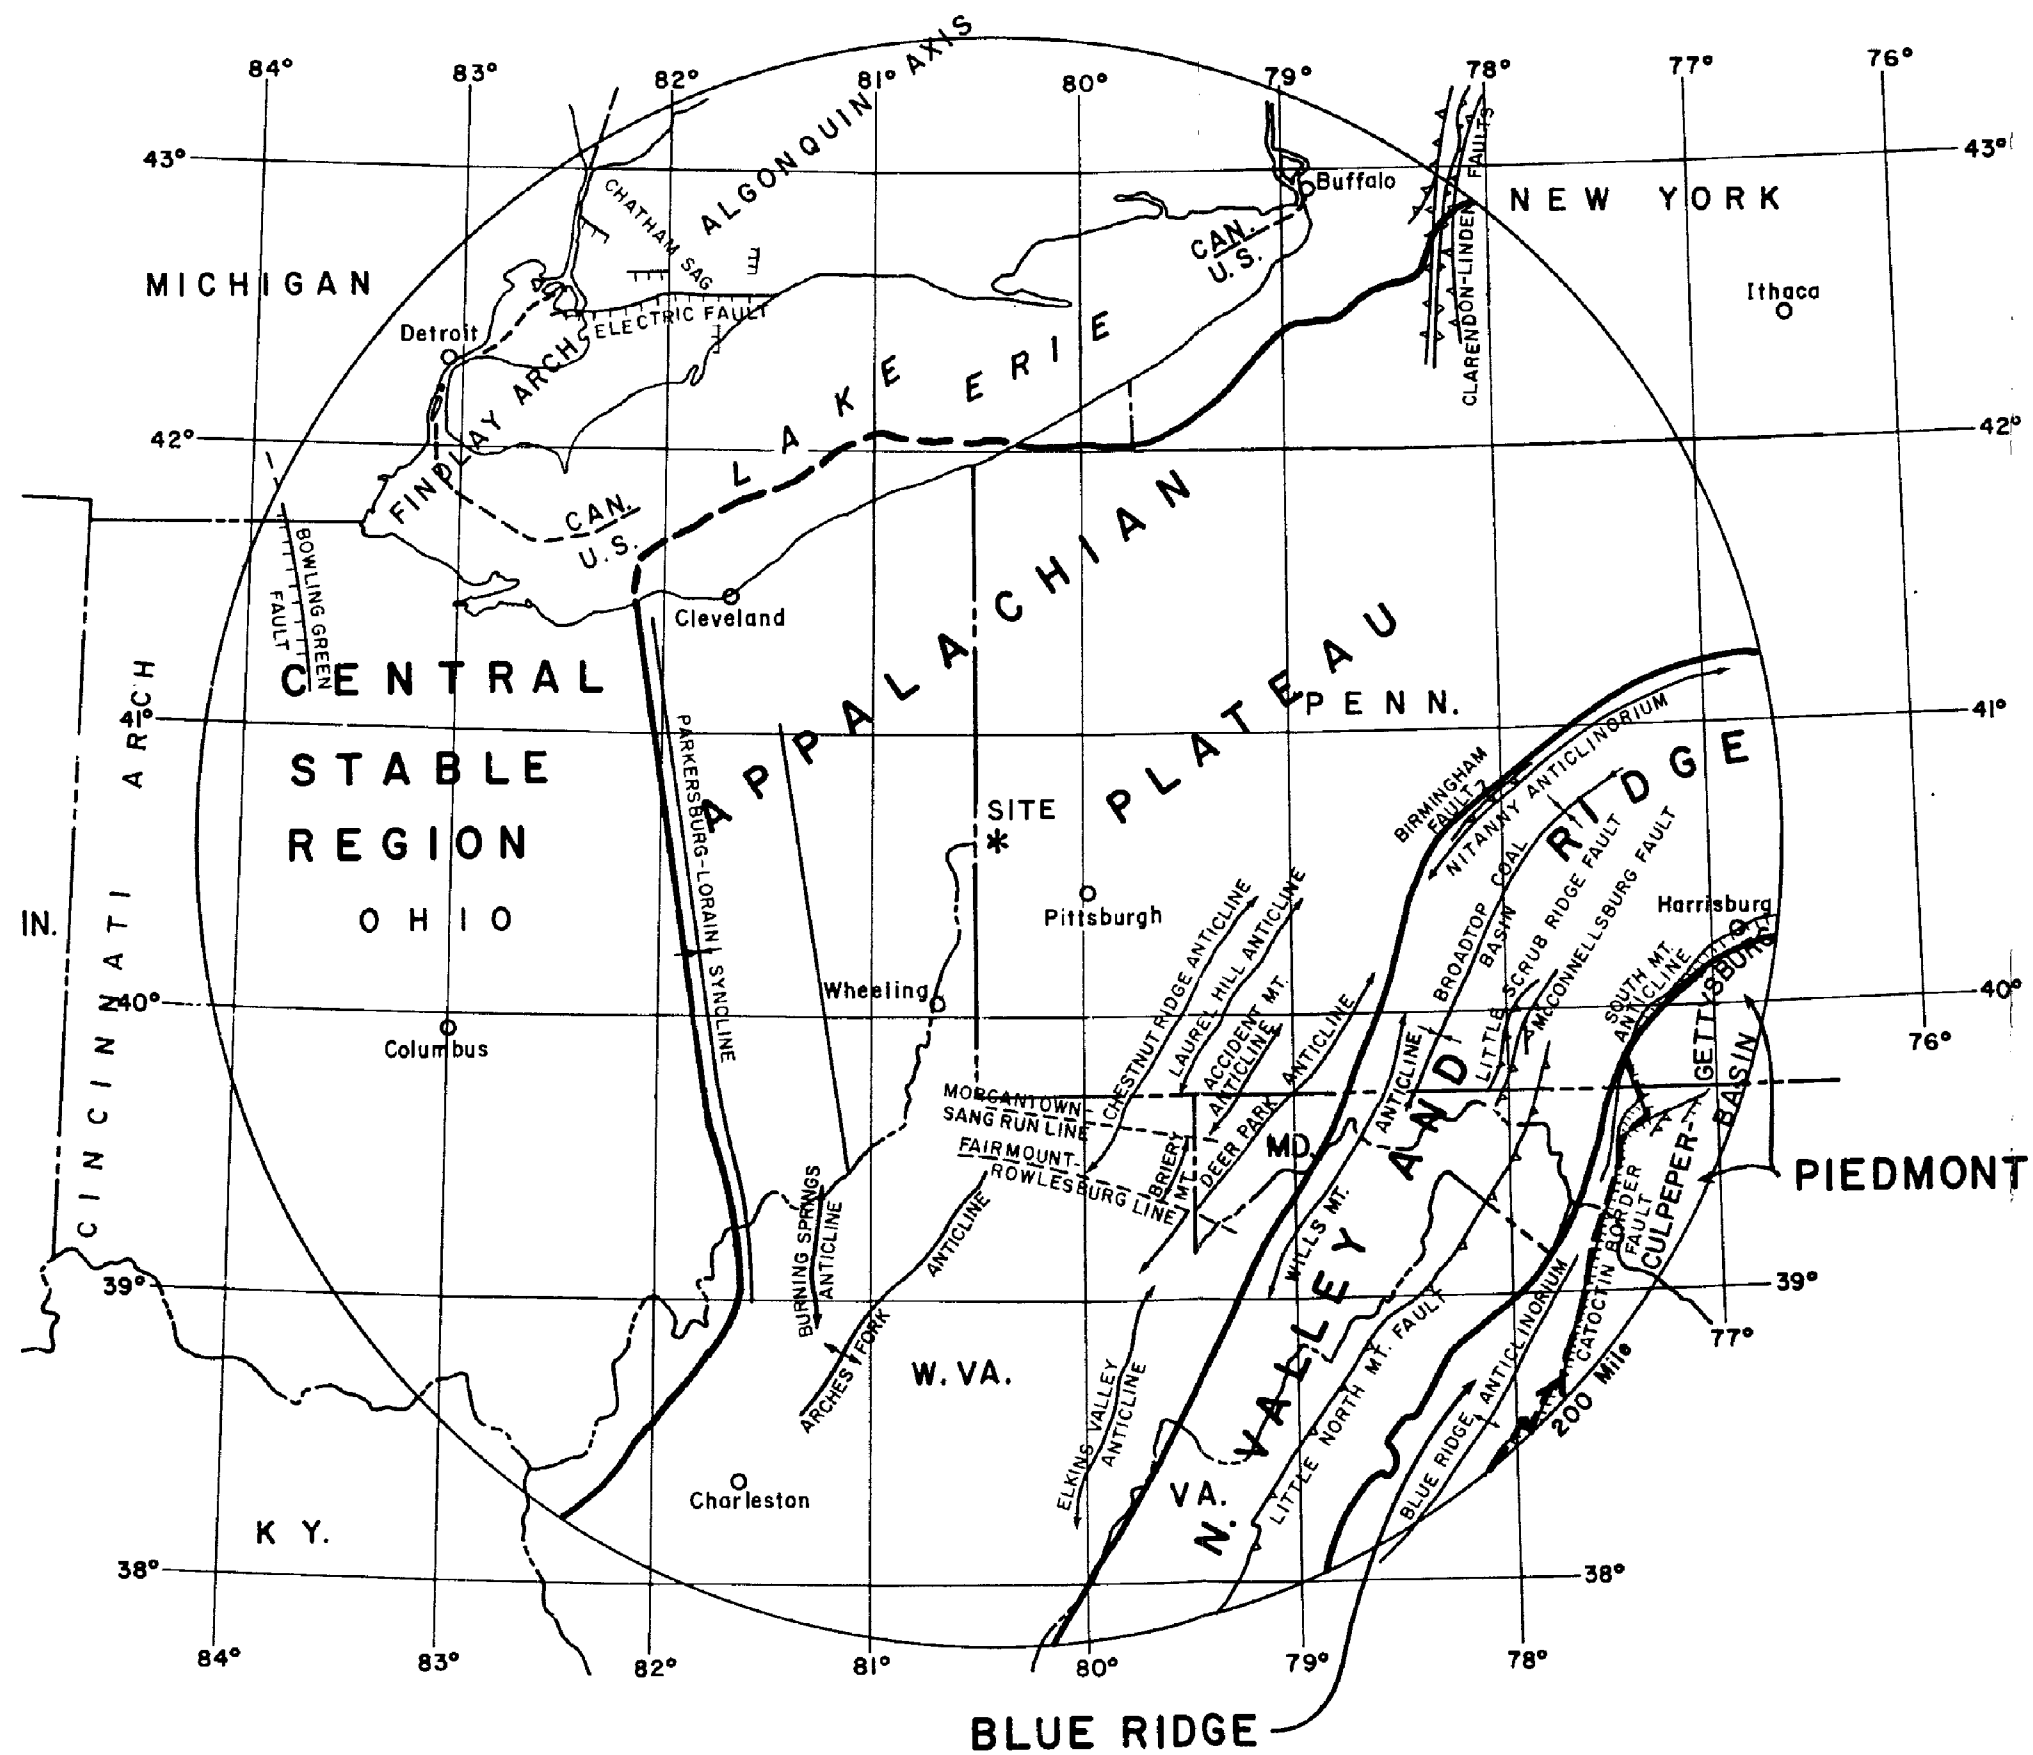 84° 83° 82° 81° 80° 79° 78° 77° 76°
ALGONQUIN AXIS
43°
43°
CHATHAM SAG
Buffalo
CAN.
U.S.
FAULTS
CLARENDON-LINDEN
NEW YORK
MICHIGAN
Ithaca
Detroit
ELECTRIC FAULT
FINDLAY ARCH
LAKE ERIE
42°
42°
CAN.
U.S.
BOWLING GREEN
FAULT
Cleveland
APPALACHIAN
PLATEAU
PENN.
CENTRAL
STABLE
REGION
OHIO
41°
41°
CINCINNATI ARCH
IN.
PARKERSBURG-LORAIN SYNCLINE
SITE
Pittsburgh
BIRMINGHAM
FAULT ?
NITANNY ANTICLINORIUM
BROADTOP COAL
BASIN
LITTLE SCRUB RIDGE FAULT
McCONNELLSBURG FAULT
Harrisburg
SOUTH MT.
ANTICLINE
GETTYSBURG
CULPEPER-
BASIN
40°
40°
76°
Columbus
Wheeling
CHESTNUT RIDGE ANTICLINE
LAUREL HILL ANTICLINE
ACCIDENT MT.
ANTICLINE
DEER PARK ANTICLINE
MORGANTOWN-
SANG RUN LINE
FAIRMOUNT-
ROWLESBURG LINE
BRIERY
MT.
MD.
WILLS MT. ANTICLINE
N. VALLEY AND RIDGE
PIEDMONT
BORDER
FAULT
CATOCTIN
BURNING SPRINGS
ANTICLINE
ARCHES FORK ANTICLINE
39°
39°
77°
W.VA.
ELKINS VALLEY
ANTICLINE
LITTLE NORTH MT. FAULT
BLUE RIDGE ANTICLINORIUM
200 Mile
Charleston
VA.
KY.
38°
38°
84° 83° 82° 81° 80° 79° 78°
BLUE RIDGE